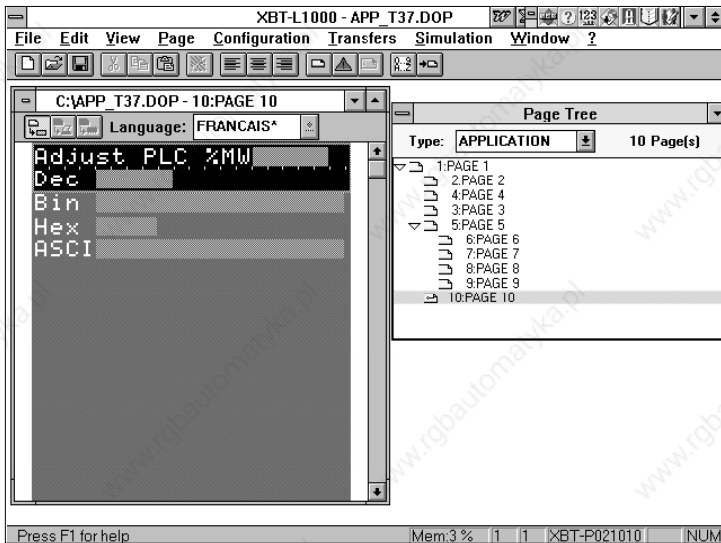 XBT-L1000 - APP_T37.DOP
File Edit View Page Configuration Transfers Simulation Window ?
C:\APP_T37.DOP - 10:PAGE 10
Language: FRANCAIS*
Adjust PLC %MW
Dec
Bin
Hex
ASCI
Page Tree
Type: APPLICATION 10 Page(s)
1:PAGE 1
2:PAGE 2
4:PAGE 4
3:PAGE 3
5:PAGE 5
6:PAGE 6
7:PAGE 7
8:PAGE 8
9:PAGE 9
10:PAGE 10
Press F1 for help Mem:3 % 1 1 XBT-P021010 NUM
www.rgbautomatyka.pl